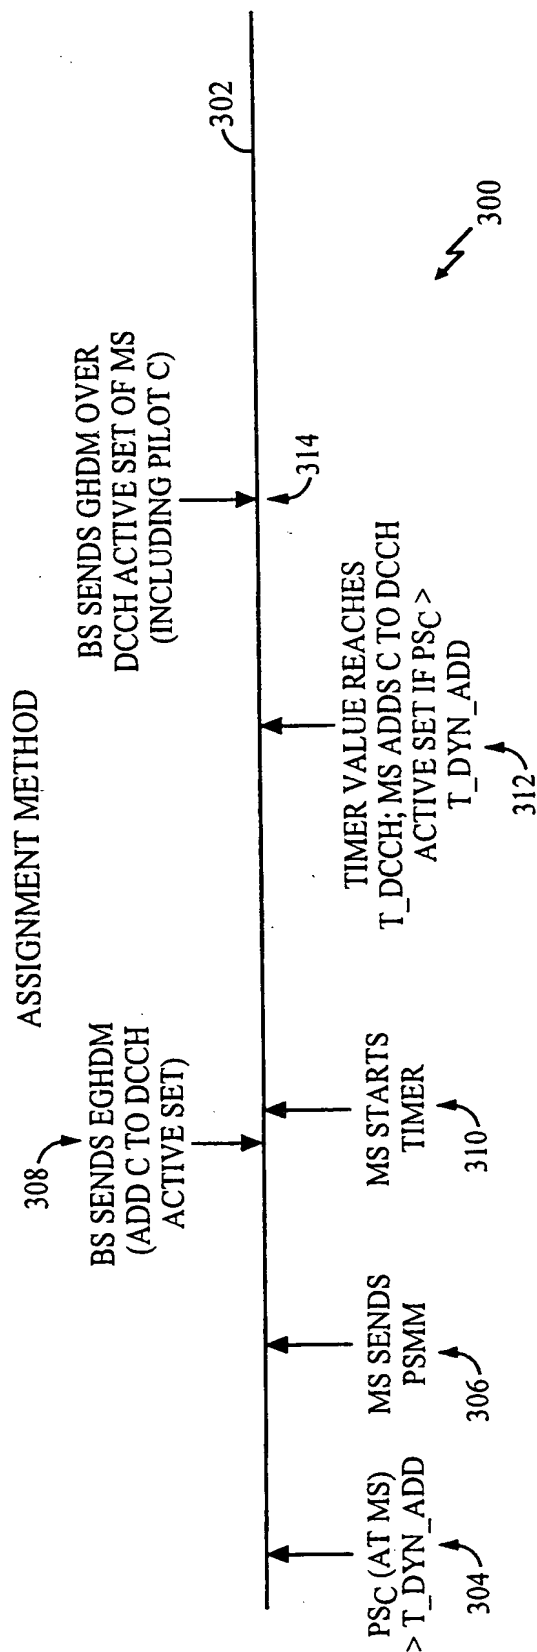 ASSIGNMENT METHOD
308
BS SENDS EGHDM
(ADD C TO DCCH
ACTIVE SET)
BS SENDS GHDM OVER
DCCH ACTIVE SET OF MS
(INCLUDING PILOT C)
302
PSC (AT MS)
> T_DYN_ADD
304
MS SENDS
PSMM
306
MS STARTS
TIMER
310
TIMER VALUE REACHES
T_DCCH; MS ADDS C TO DCCH
ACTIVE SET IF PSC >
T_DYN_ADD
312
314
300